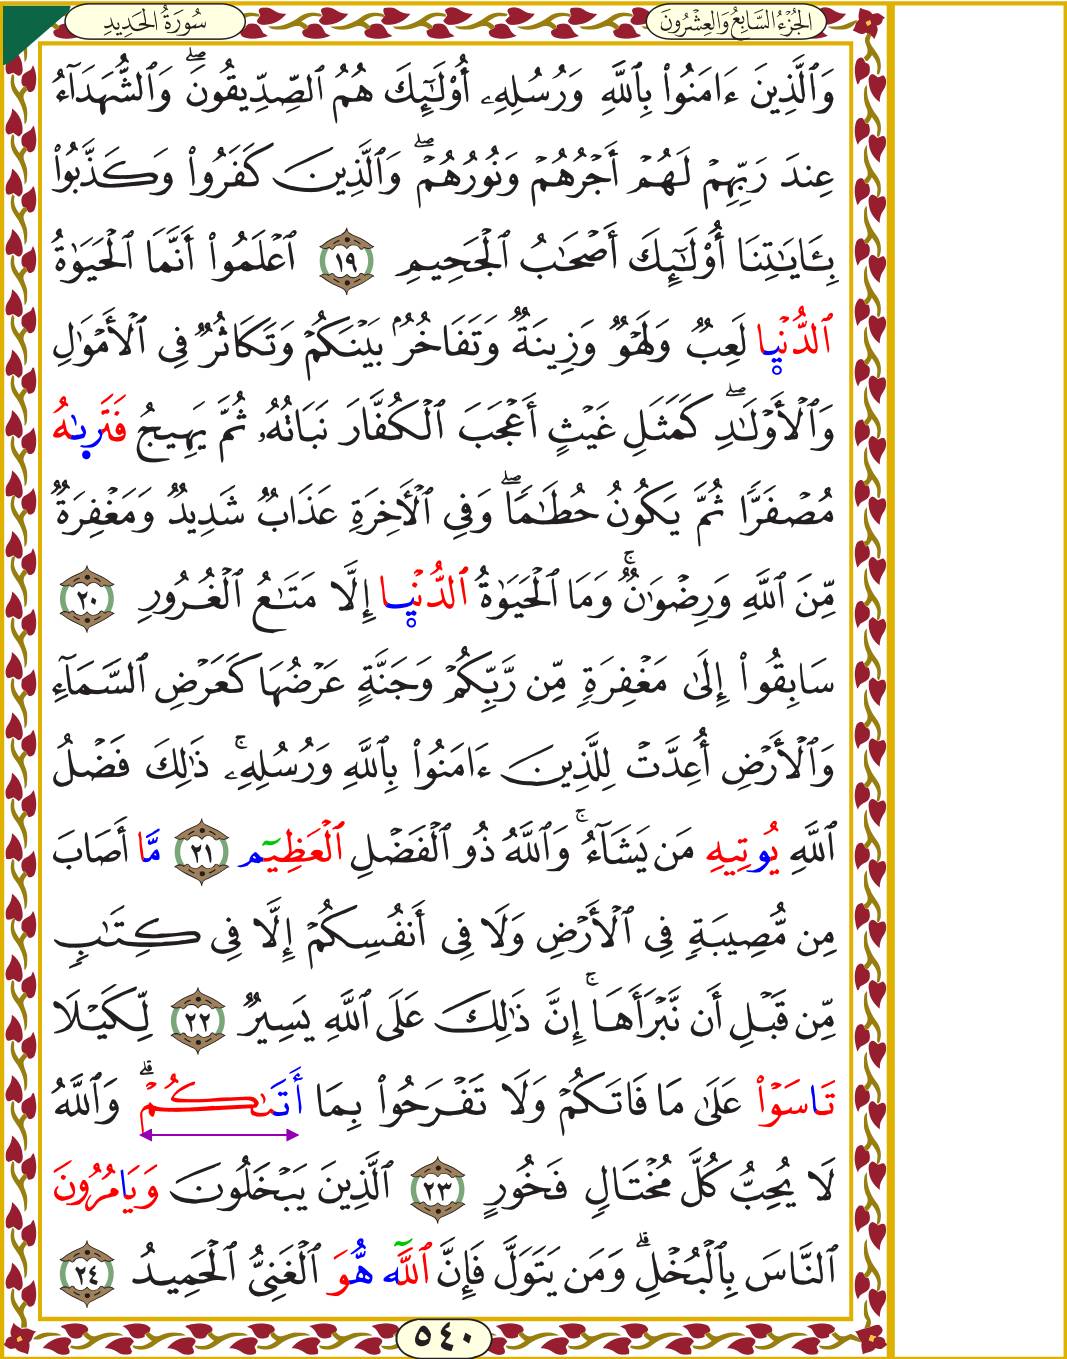 الجُزْءُ السَّابِعُ وَالعِشْرُونَ
سُورَةُ الحَدِيدِ
وَٱلَّذِينَ ءَامَنُوا۟ بِٱللَّهِ وَرُسُلِهِۦٓ أُو۟لَٰٓئِكَ هُمُ ٱلصِّدِّيقُونَۖ وَٱلشُّهَدَآءُ
عِندَ رَبِّهِمْ لَهُمْ أَجْرُهُمْ وَنُورُهُمْۖ وَٱلَّذِينَ كَفَرُوا۟ وَكَذَّبُوا۟
بِـَٔايَٰتِنَآ أُو۟لَٰٓئِكَ أَصْحَٰبُ ٱلْجَحِيمِ ١٩ ٱعْلَمُوٓا۟ أَنَّمَا ٱلْحَيَوٰةُ
ٱلدُّنْيَا لَعِبٌ وَلَهْوٌ وَزِينَةٌ وَتَفَاخُرٌۢ بَيْنَكُمْ وَتَكَاثُرٌ فِى ٱلْأَمْوَٰلِ
وَٱلْأَوْلَٰدِۖ كَمَثَلِ غَيْثٍ أَعْجَبَ ٱلْكُفَّارَ نَبَاتُهُۥ ثُمَّ يَهِيجُ فَتَرىٰهُ
مُصْفَرًّا ثُمَّ يَكُونُ حُطَٰمًاۖ وَفِى ٱلْأَخِرَةِ عَذَابٌ شَدِيدٌ وَمَغْفِرَةٌ
مِّنَ ٱللَّهِ وَرِضْوَٰنٌۚ وَمَا ٱلْحَيَوٰةُ ٱلدُّنْيَا إِلَّا مَتَٰعُ ٱلْغُرُورِ ٢٠
سَابِقُوٓا۟ إِلَىٰ مَغْفِرَةٍ مِّن رَّبِّكُمْ وَجَنَّةٍ عَرْضُهَا كَعَرْضِ ٱلسَّمَآءِ
وَٱلْأَرْضِ أُعِدَّتْ لِلَّذِينَ ءَامَنُوا۟ بِٱللَّهِ وَرُسُلِهِۦۚ ذَٰلِكَ فَضْلُ
ٱللَّهِ يُوتِيهِ مَن يَشَآءُۚ وَٱللَّهُ ذُو ٱلْفَضْلِ ٱلْعَظِيم ٢١ مَّا أَصَابَ
مِن مُّصِيبَةٍ فِى ٱلْأَرْضِ وَلَا فِىٓ أَنفُسِكُمْ إِلَّا فِى كِتَٰبٍ
مِّن قَبْلِ أَن نَّبْرَأَهَآۚ إِنَّ ذَٰلِكَ عَلَى ٱللَّهِ يَسِيرٌ ٢٢ لِّكَيْلَا
تَاسَوْا۟ عَلَىٰ مَا فَاتَكُمْ وَلَا تَفْرَحُوا۟ بِمَآ أَتَىٰكُمْۗ وَٱللَّهُ
لَا يُحِبُّ كُلَّ مُخْتَالٍ فَخُورٍ ٢٣ ٱلَّذِينَ يَبْخَلُونَ وَيَامُرُونَ
ٱلنَّاسَ بِٱلْبُخْلِۗ وَمَن يَتَوَلَّ فَإِنَّ ٱللَّه هُّوَ ٱلْغَنِىُّ ٱلْحَمِيدُ ٢٤
٥٤٠